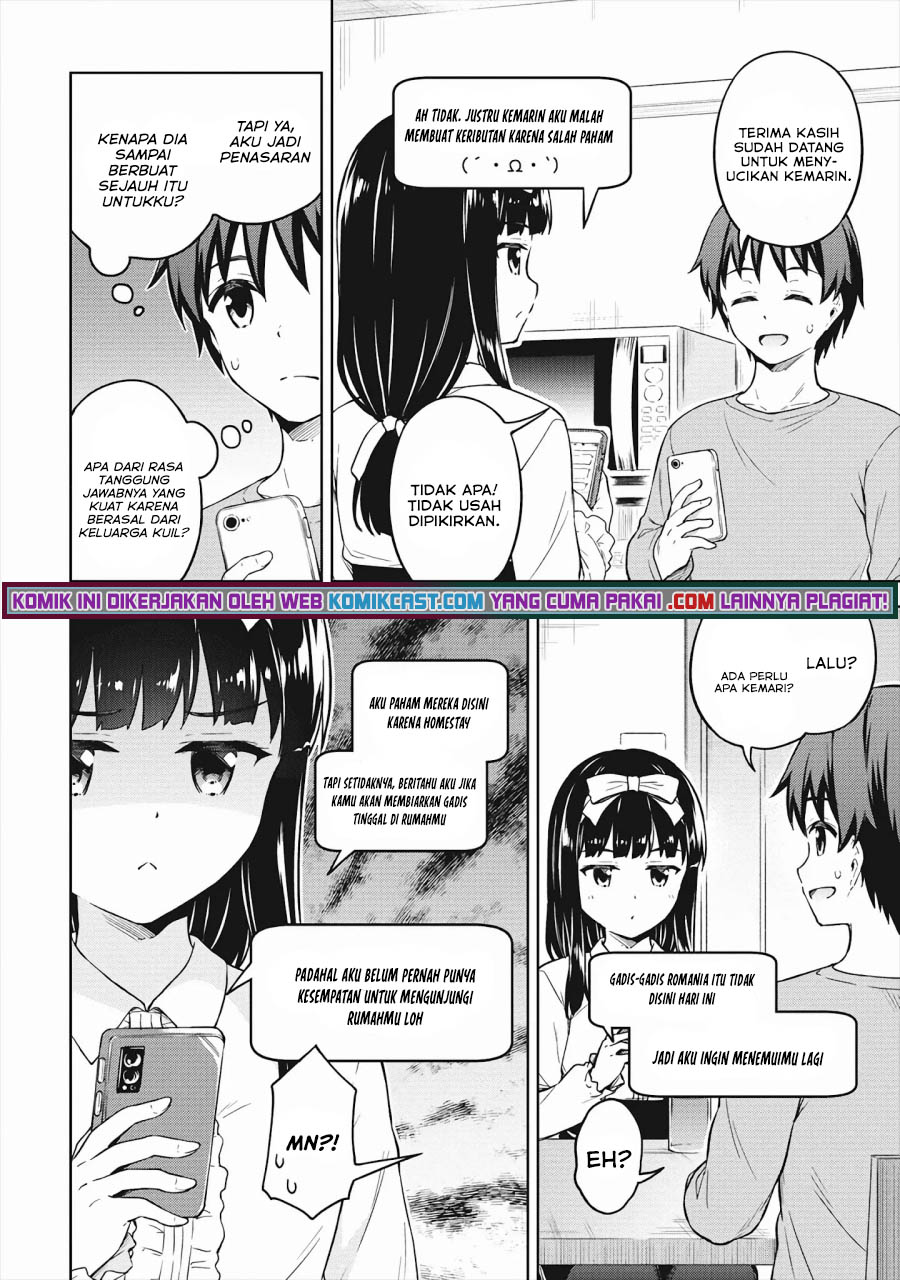 TERIMA KASIH
SUDAH DATANG
UNTUK MENY-
UCIKAN KEMARIN.
AH TIDAK. JUSTRU KEMARIN AKU MALAH
MEMBUAT KERIBUTAN KARENA SALAH PAHAM
(´・Ω・`)
TIDAK APA!
TIDAK USAH
DIPIKIRKAN.
TAPI YA,
AKU JADI
PENASARAN
KENAPA DIA
SAMPAI
BERBUAT
SEJAUH ITU
UNTUKKU?
APA DARI RASA
TANGGUNG
JAWABNYA YANG
KUAT KARENA
BERASAL DARI
KELUARGA KUIL?
KOMIK INI DIKERJAKAN OLEH WEB KOMIKCAST.COM YANG CUMA PAKAI .COM LAINNYA PLAGIAT!
LALU?
ADA PERLU
APA KEMARI?
GADIS-GADIS ROMANIA ITU TIDAK
DISINI HARI INI
JADI AKU INGIN MENEMUIMU LAGI
EH?
AKU PAHAM MEREKA DISINI
KARENA HOMESTAY
TAPI SETIDAKNYA, BERITAHU AKU JIKA
KAMU AKAN MEMBIARKAN GADIS
TINGGAL DI RUMAHMU
PADAHAL AKU BELUM PERNAH PUNYA
KESEMPATAN UNTUK MENGUNJUNGI
RUMAHMU LOH
MN?!